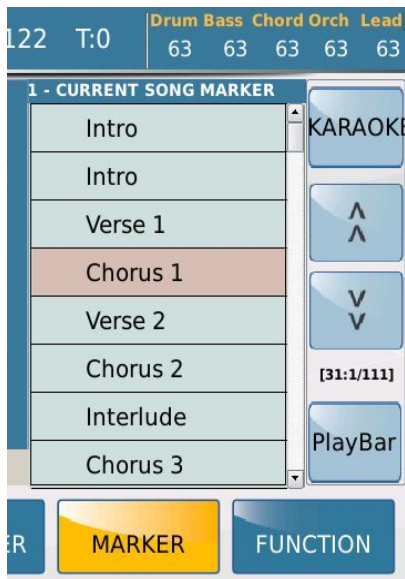 Drum Bass Chord Orch Lead
122 T:0 63 63 63 63 63
1 - CURRENT SONG MARKER
Intro
Intro
Verse 1
Chorus 1
Verse 2
Chorus 2
Interlude
Chorus 3
KARAOKE
[31:1/111]
PlayBar
ER MARKER FUNCTION